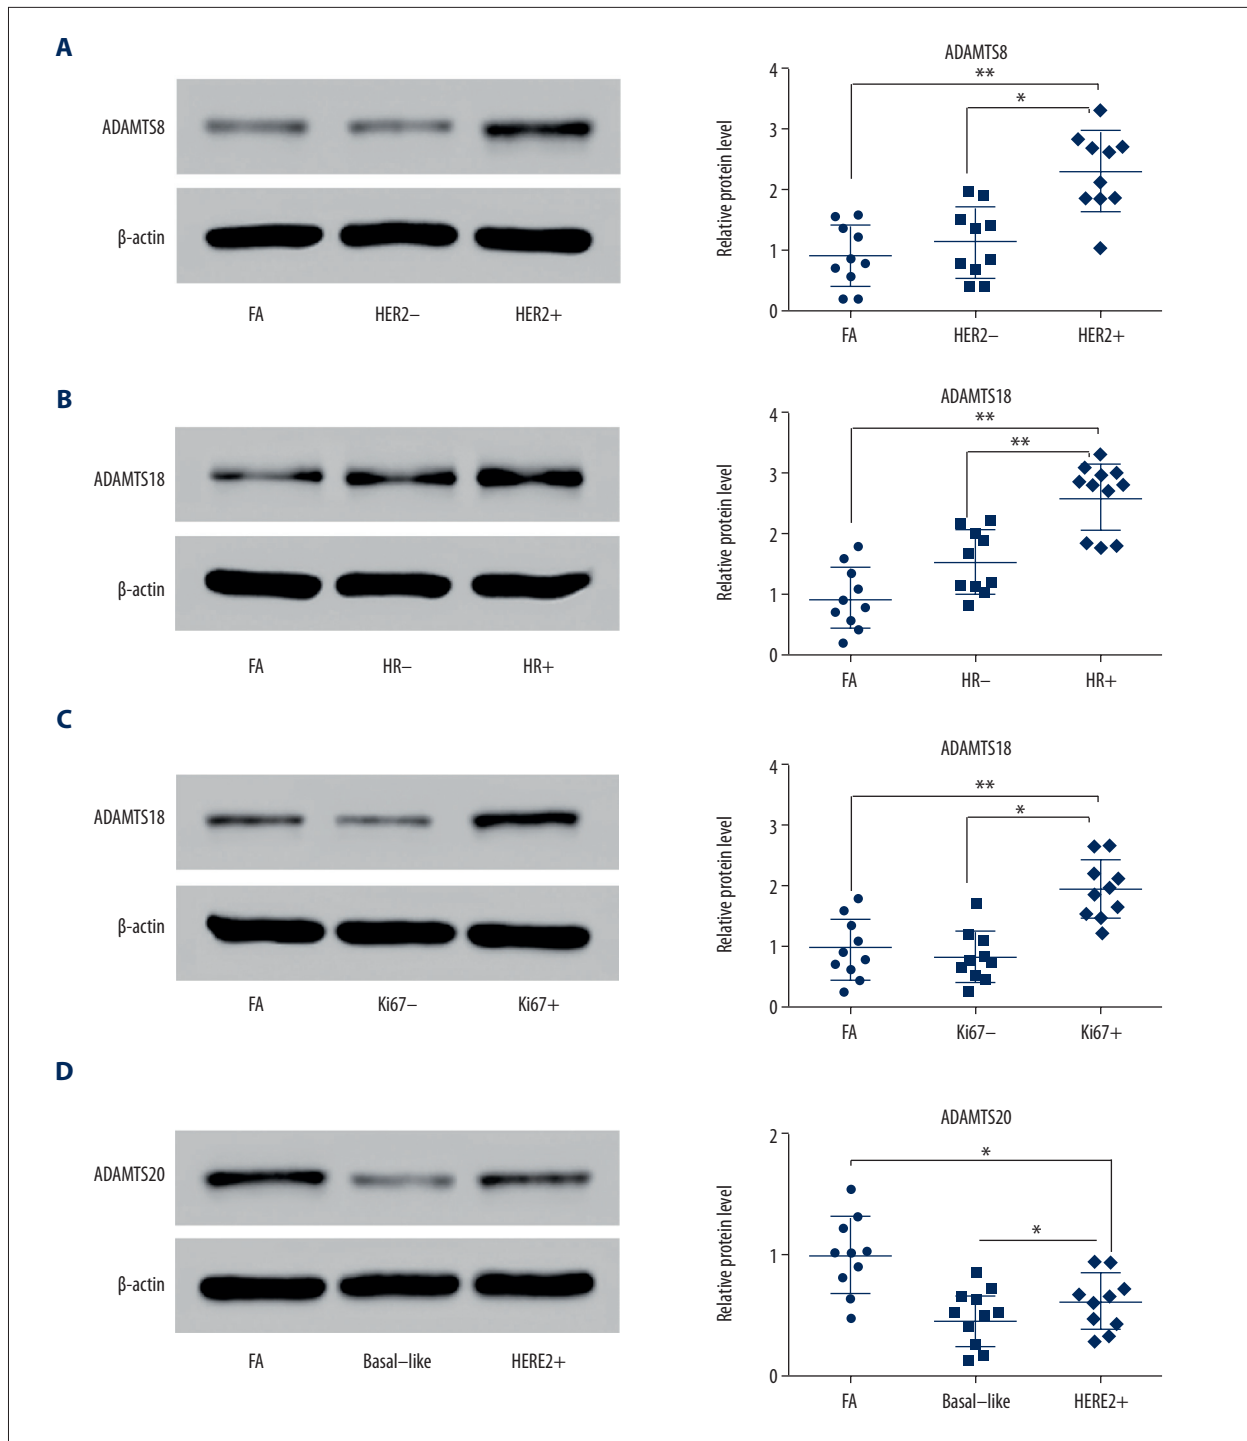 A
ADAMTS8
β-actin
FA HER2– HER2+
ADAMTS8
**
*
Relative protein level
4
3
2
1
0
FA HER2– HER2+
B
ADAMTS18
β-actin
FA HR– HR+
ADAMTS18
**
**
Relative protein level
4
3
2
1
0
FA HR– HR+
C
ADAMTS18
β-actin
FA Ki67– Ki67+
ADAMTS18
**
*
Relative protein level
4
3
2
1
0
FA Ki67– Ki67+
D
ADAMTS20
β-actin
FA Basal–like HERE2+
ADAMTS20
*
*
Relative protein level
2
1
0
FA Basal–like HERE2+